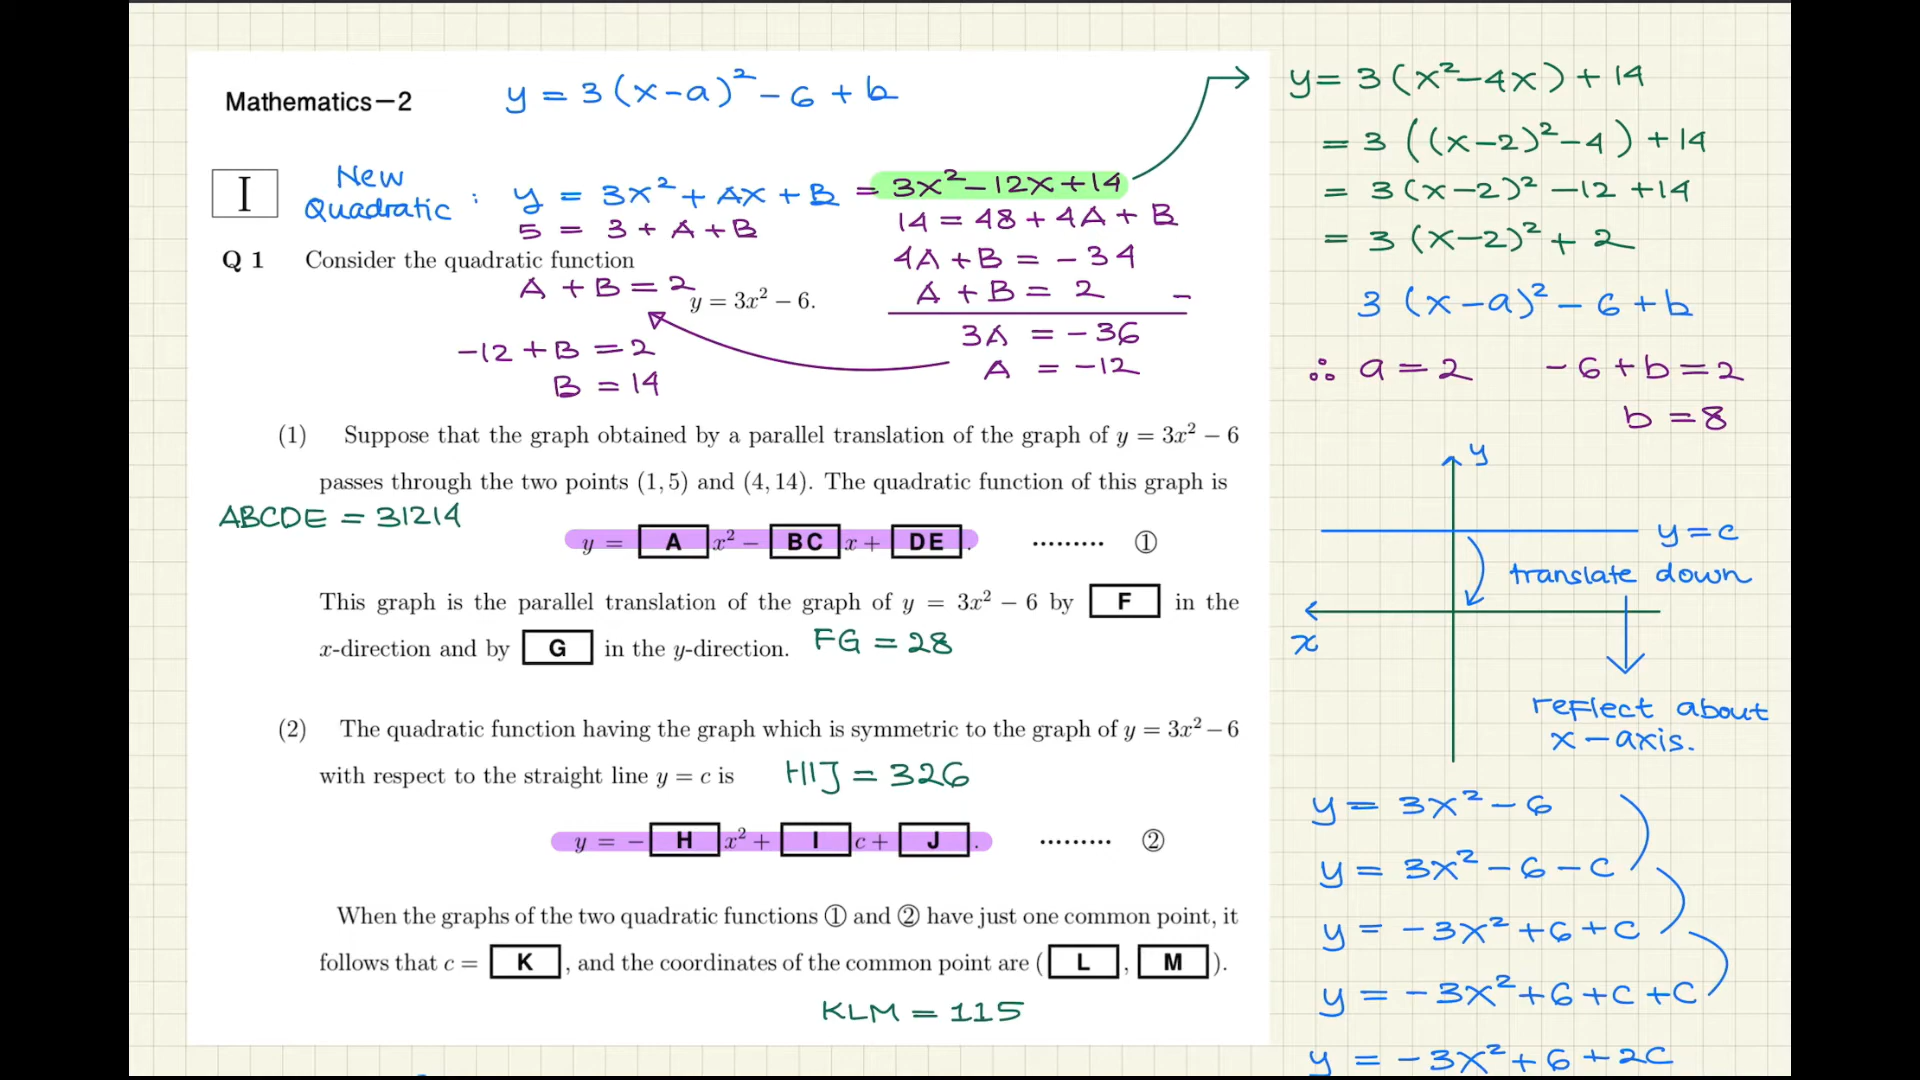 Mathematics−2
y = 3(x-a)² - 6 + b
I
New Quadratic : y = 3x² + Ax + B = 3x² - 12x + 14
5 = 3 + A + B
14 = 48 + 4A + B
Q 1 Consider the quadratic function
A + B = 2
4A + B = -34
y = 3x² − 6.
A + B = 2 -
-12 + B = 2
3A = -36
B = 14
A = -12
(1) Suppose that the graph obtained by a parallel translation of the graph of y = 3x² − 6
passes through the two points (1, 5) and (4, 14). The quadratic function of this graph is
ABCDE = 31214
y = A x² − BC x + DE . ········· ①
This graph is the parallel translation of the graph of y = 3x² − 6 by F in the
x-direction and by G in the y-direction. FG = 28
(2) The quadratic function having the graph which is symmetric to the graph of y = 3x² − 6
with respect to the straight line y = c is HIJ = 326
y = − H x² + I c + J . ········· ②
When the graphs of the two quadratic functions ① and ② have just one common point, it
follows that c = K , and the coordinates of the common point are ( L , M ).
KLM = 115
y = 3(x²-4x) + 14
= 3((x-2)²-4) + 14
= 3(x-2)² - 12 + 14
= 3(x-2)² + 2
3(x-a)² - 6 + b
∴ a = 2 -6 + b = 2
b = 8
y
y = c
translate down
x
reflect about
x-axis.
y = 3x² - 6
y = 3x² - 6 - c
y = -3x² + 6 + c
y = -3x² + 6 + c + c
y = -3x² + 6 + 2c